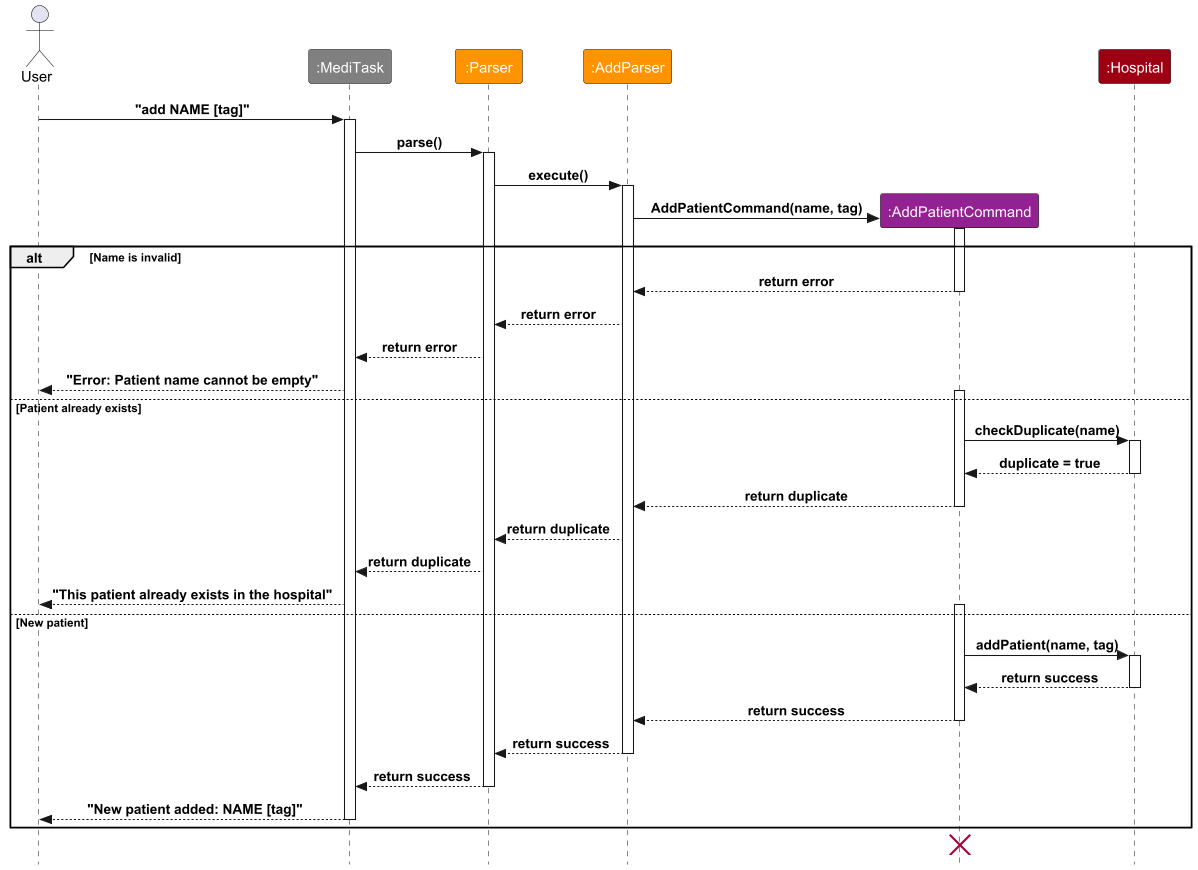 User
:MediTask
:Parser
:AddParser
:Hospital
"add NAME [tag]"
parse()
execute()
AddPatientCommand(name, tag)
:AddPatientCommand
alt
[Name is invalid]
return error
return error
return error
"Error: Patient name cannot be empty"
[Patient already exists]
checkDuplicate(name)
duplicate = true
return duplicate
return duplicate
return duplicate
"This patient already exists in the hospital"
[New patient]
addPatient(name, tag)
return success
return success
return success
return success
"New patient added: NAME [tag]"